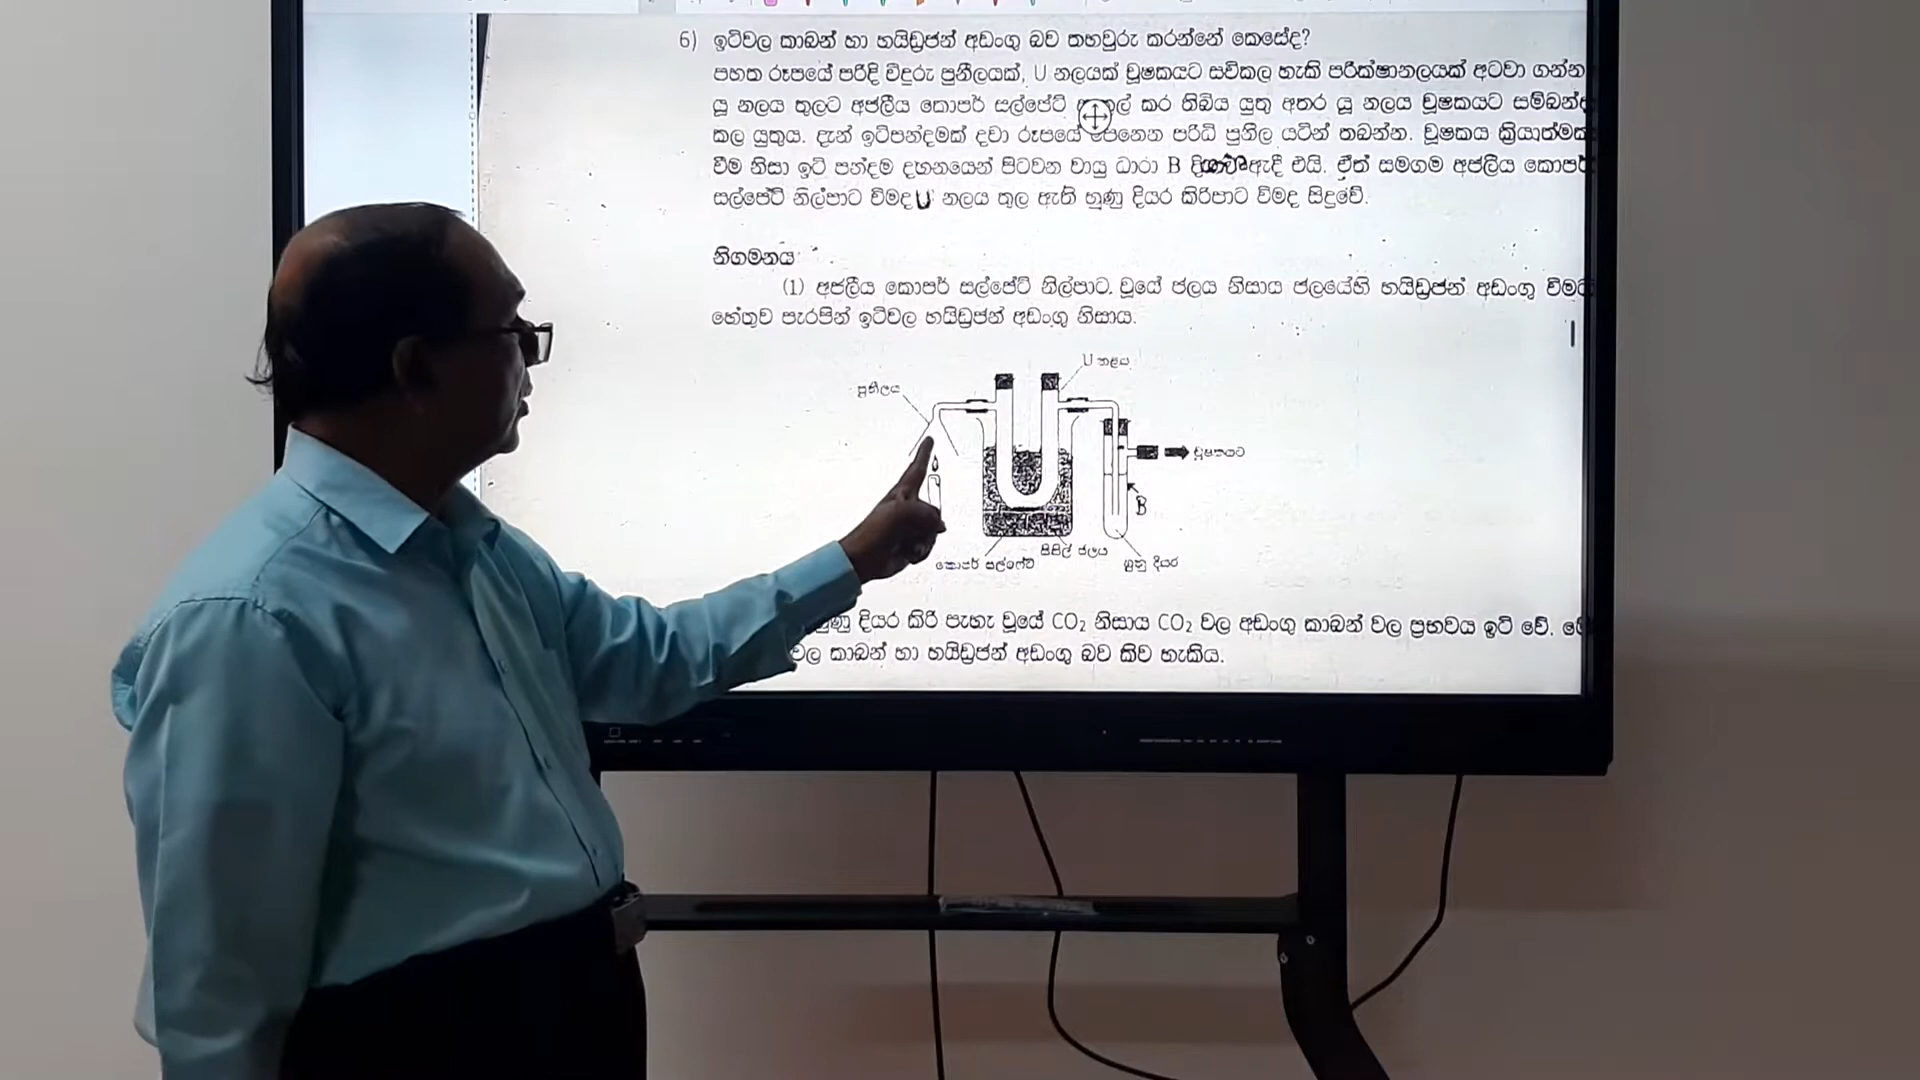 6) ඉටිවල කාබන් හා හයිඩ්‍රජන් අඩංගු බව තහවුරු කරන්නේ කෙසේද?
පහත රූපයේ පරිදි විදුරු පුනීලයක්, U නලයක් චූෂකයට සවිකල හැකි පරීක්ෂානලයක් අටවා ගන්න
යූ නලය තුලට අජලීය කොපර් සල්පේට් කර තිබිය යුතු අතර යූ නලය චූෂකයට සම්බන්ද
කල යුතුය. දැන් ඉටිපන්දමක් දවා රූපයේ පෙනෙන පරිධි පුනීල යටින් තබන්න. චූෂකය ක්‍රියාත්මක
වීම නිසා ඉටි පන්දම දහනයෙන් පිටවන වායු ධාරා B ඇදී එයි. ඒත් සමගම අජලීය කොපර්
සල්පේට් නිල්පාට වීමද U නලය තුල ඇති හුණු දියර කිරිපාට වීමද සිදුවේ.
නිගමනය
(1) අජලීය කොපර් සල්පේට් නිල්පාට වූයේ ජලය නිසාය ජලයේහි හයිඩ්‍රජන් අඩංගු වීමට
හේතුව පැරපින් ඉටිවල හයිඩ්‍රජන් අඩංගු නිසාය.
U නළය
පුනීලය
චූෂකයට
B
සිසිල් ජලය
කොපර් සල්ෆේට්
හුනු දියර
හුණු දියර කිරි පැහැ වූයේ CO₂ නිසාය CO₂ වල අඩංගු කාබන් වල ප්‍රභවය ඉටි වේ.
වල කාබන් හා හයිඩ්‍රජන් අඩංගු බව කිව හැකිය.